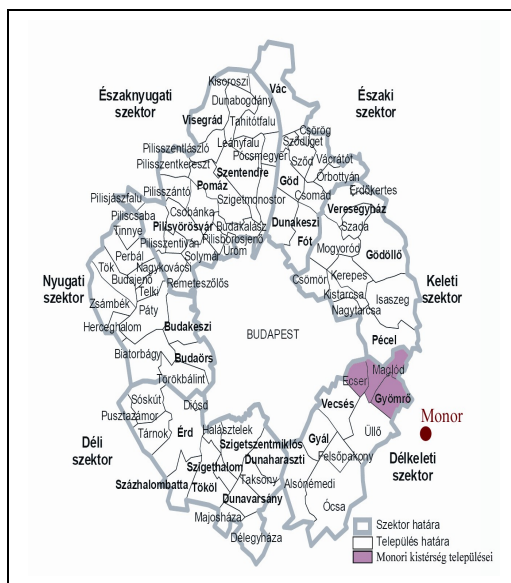 Északnyugati
szektor
Északi
szektor
Kisoroszi
Vác
Dunabogdány
Visegrád
Tahitótfalu
Csörög
Sződliget
Leányfalu
Pilisszentlászló
Pócsmegyer
Sződ
Vácrátót
Pilisszentkereszt
Szentendre
Göd
Őrbottyán
Pilisszántó
Pomáz
Csomád
Erdőkertes
Pilisjászfalu
Szigetmonostor
Veresegyház
Csobánka
Dunakeszi
Piliscsaba
Pilisvörösvár
Budakalász
Szada
Tinnye
Pilisborosjenő
Fót
Pilisszentiván
Üröm
Mogyoród
Gödöllő
Perbál
Solymár
Nagykovácsi
Tök
Csömör
Kerepes
Nyugati
szektor
Budajenő
Remeteszőlős
Keleti
szektor
Telki
Kistarcsa
Isaszeg
Zsámbék
Páty
Nagytarcsa
Herceghalom
Budakeszi
BUDAPEST
Pécel
Biatorbágy
Budaörs
Maglód
Törökbálint
Ecser
Gyömrő
Sóskút
Vecsés
Monor
Pusztazámor
Diósd
Halásztelek
Déli
szektor
Tárnok
Érd
Szigetszentmiklós
Gyál
Üllő
Délkeleti
szektor
Dunaharaszti
Felsőpakony
Szigethalom
Százhalombatta
Tököl
Taksony
Alsónémedi
Dunavarsány
Ócsa
Majosháza
Délegyháza
Szektor határa
Település határa
Monori kistérség települései